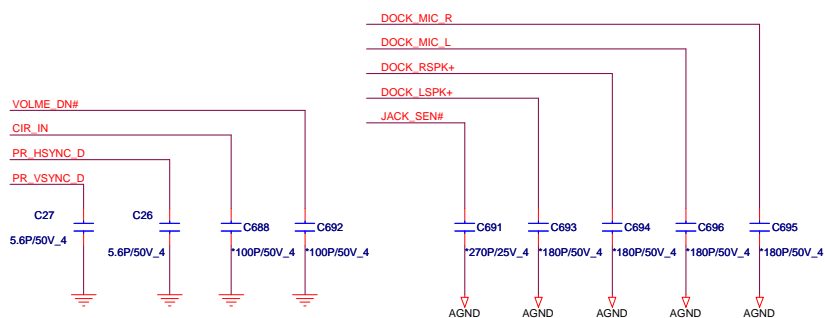 DOCK_MIC_R
DOCK_MIC_L
DOCK_RSPK+
DOCK_LSPK+
JACK_SEN#
VOLME_DN#
CIR_IN
PR_HSYNC_D
PR_VSYNC_D
C27
C26
C688
C692
C691
C693
C694
C696
C695
5.6P/50V_4
5.6P/50V_4
*100P/50V_4
*100P/50V_4
*270P/25V_4
*180P/50V_4
*180P/50V_4
*180P/50V_4
*180P/50V_4
AGND
AGND
AGND
AGND
AGND